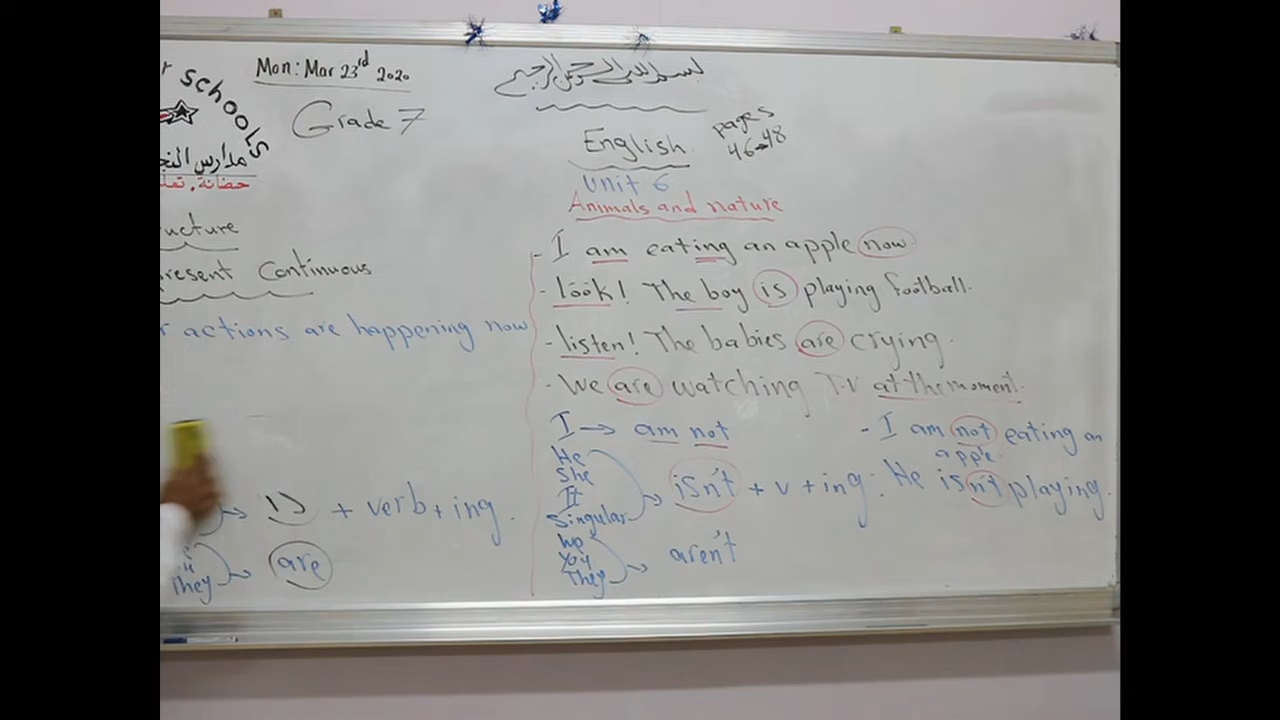 r schools
مدارس النج
حضانة, تعل
Mon: Mar 23rd 2020
Grade 7
ucture
present Continuous
r actions are happening now
+ verb + ing.
They
are
بسم الله الرحمن الرحيم
English
pages
46→48
Unit 6
Animals and nature
- I am eating an apple now.
- look! The boy is playing football.
- listen! The babies are crying.
- We are watching T.V at the moment.
I → am not
He
She
It
Singular → isn't + v + ing.
We
You
They → aren't
- I am not eating an
apple.
: He isn't playing.